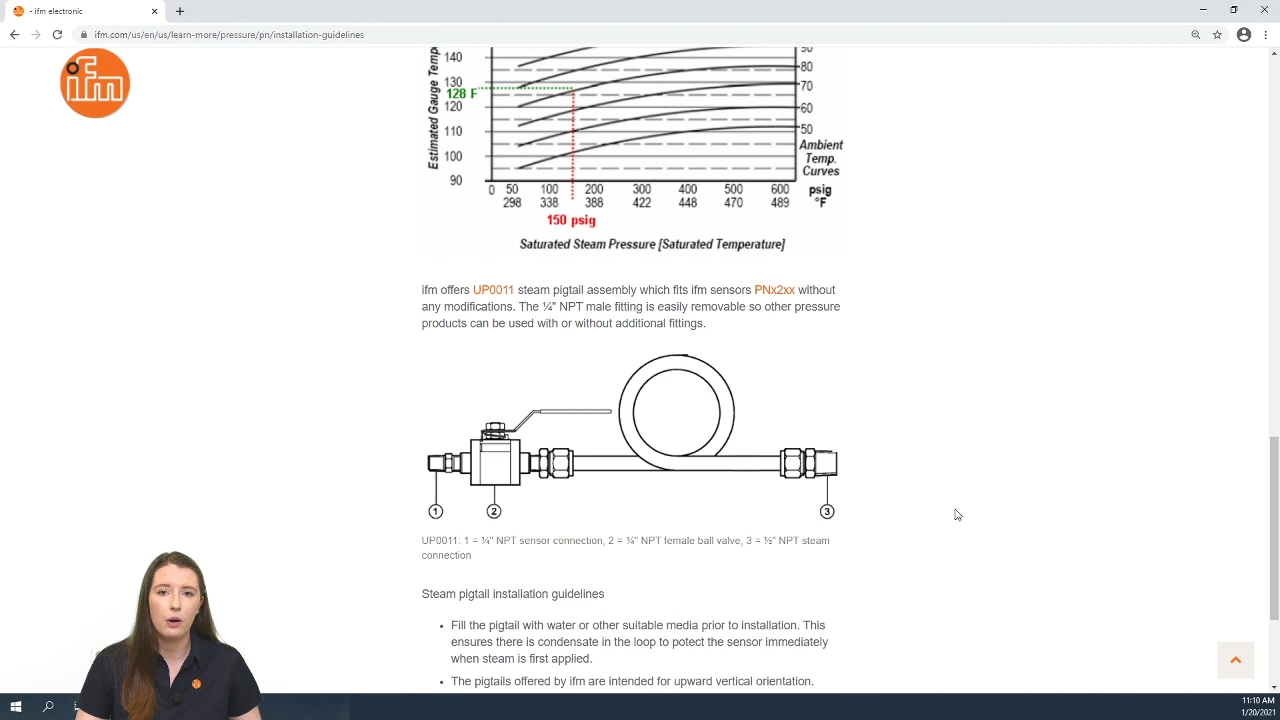 - ifm electronic
ifm.com/us/en/us/learn-more/pressure/pn/installation-guidelines
ifm
Estimated Gauge Temp
140
130
128 F
120
110
100
90
90
80
70
60
50
Ambient
Temp.
Curves
0 50 100 200 300 400 500 600 psig
298 338 388 422 448 470 489 °F
150 psig
Saturated Steam Pressure [Saturated Temperature]
ifm offers UP0011 steam pigtail assembly which fits ifm sensors PNx2xx without
any modifications. The ¼" NPT male fitting is easily removable so other pressure
products can be used with or without additional fittings.
1 2 3
UP0011: 1 = ¼" NPT sensor connection, 2 = ¾" NPT female ball valve, 3 = ½" NPT steam
connection
Steam pigtail installation guidelines
• Fill the pigtail with water or other suitable media prior to installation. This
ensures there is condensate in the loop to potect the sensor immediately
when steam is first applied.
• The pigtails offered by ifm are intended for upward vertical orientation.
11:10 AM
1/20/2021